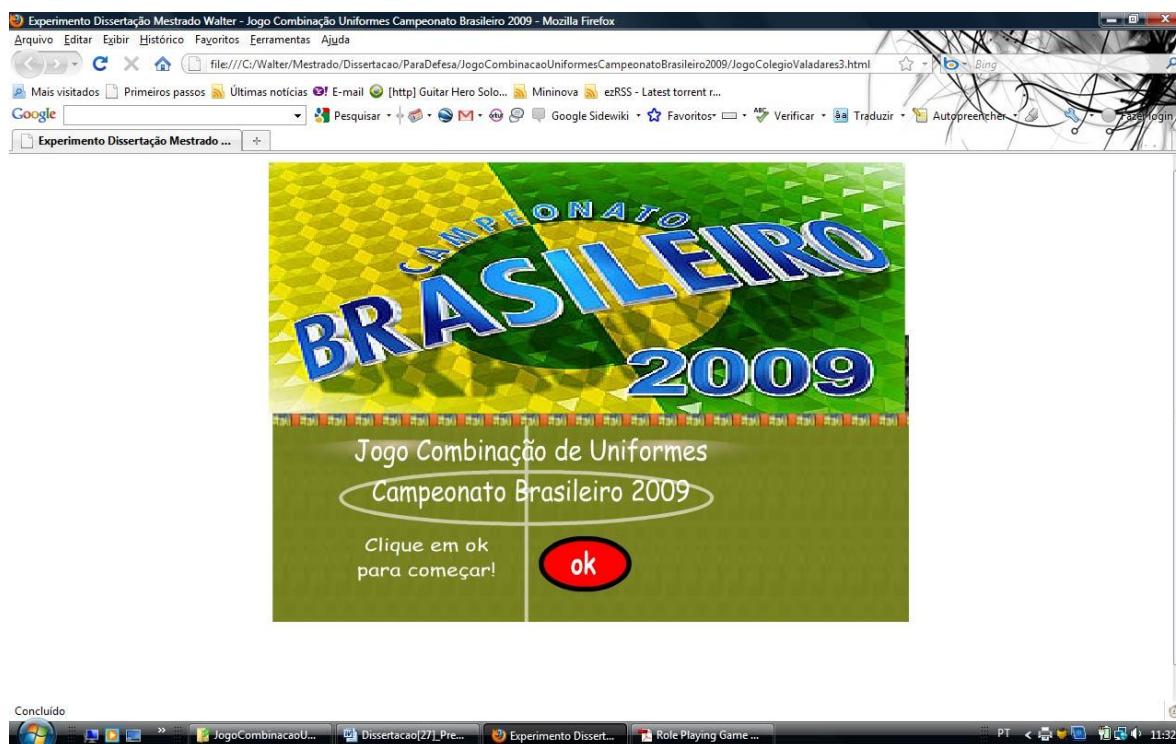 Experimento Dissertação Mestrado Walter - Jogo Combinação Uniformes Campeonato Brasileiro 2009 - Mozilla Firefox
Arquivo Editar Exibir Histórico Favoritos Ferramentas Ajuda
file:///C:/Walter/Mestrado/Dissertacao/ParaDefesa/JogoCombinacaoUniformesCampeonatoBrasileiro2009/JogoColegioValadares3.html Bing
Mais visitados Primeiros passos Últimas notícias E-mail [http] Guitar Hero Solo... Mininova ezRSS - Latest torrent r...
Google Pesquisar Google Sidewiki Favoritos Verificar Traduzir Autopreencher Fazer login
Experimento Dissertação Mestrado ...
CAMPEONATO
BRASILEIRO
2009
Jogo Combinação de Uniformes
Campeonato Brasileiro 2009
Clique em ok
para começar!
ok
Concluído
JogoCombinacaoU... Dissertacao[27]_Pre... Experimento Dissert... Role Playing Game ... PT 11:32